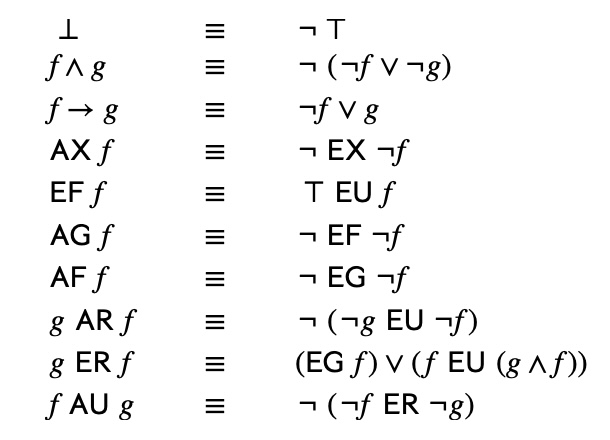 ⊥ ≡ ¬ ⊤
f ∧ g ≡ ¬ (¬f ∨ ¬g)
f → g ≡ ¬f ∨ g
AX f ≡ ¬ EX ¬f
EF f ≡ ⊤ EU f
AG f ≡ ¬ EF ¬f
AF f ≡ ¬ EG ¬f
g AR f ≡ ¬ (¬g EU ¬f)
g ER f ≡ (EG f) ∨ (f EU (g ∧ f))
f AU g ≡ ¬ (¬f ER ¬g)